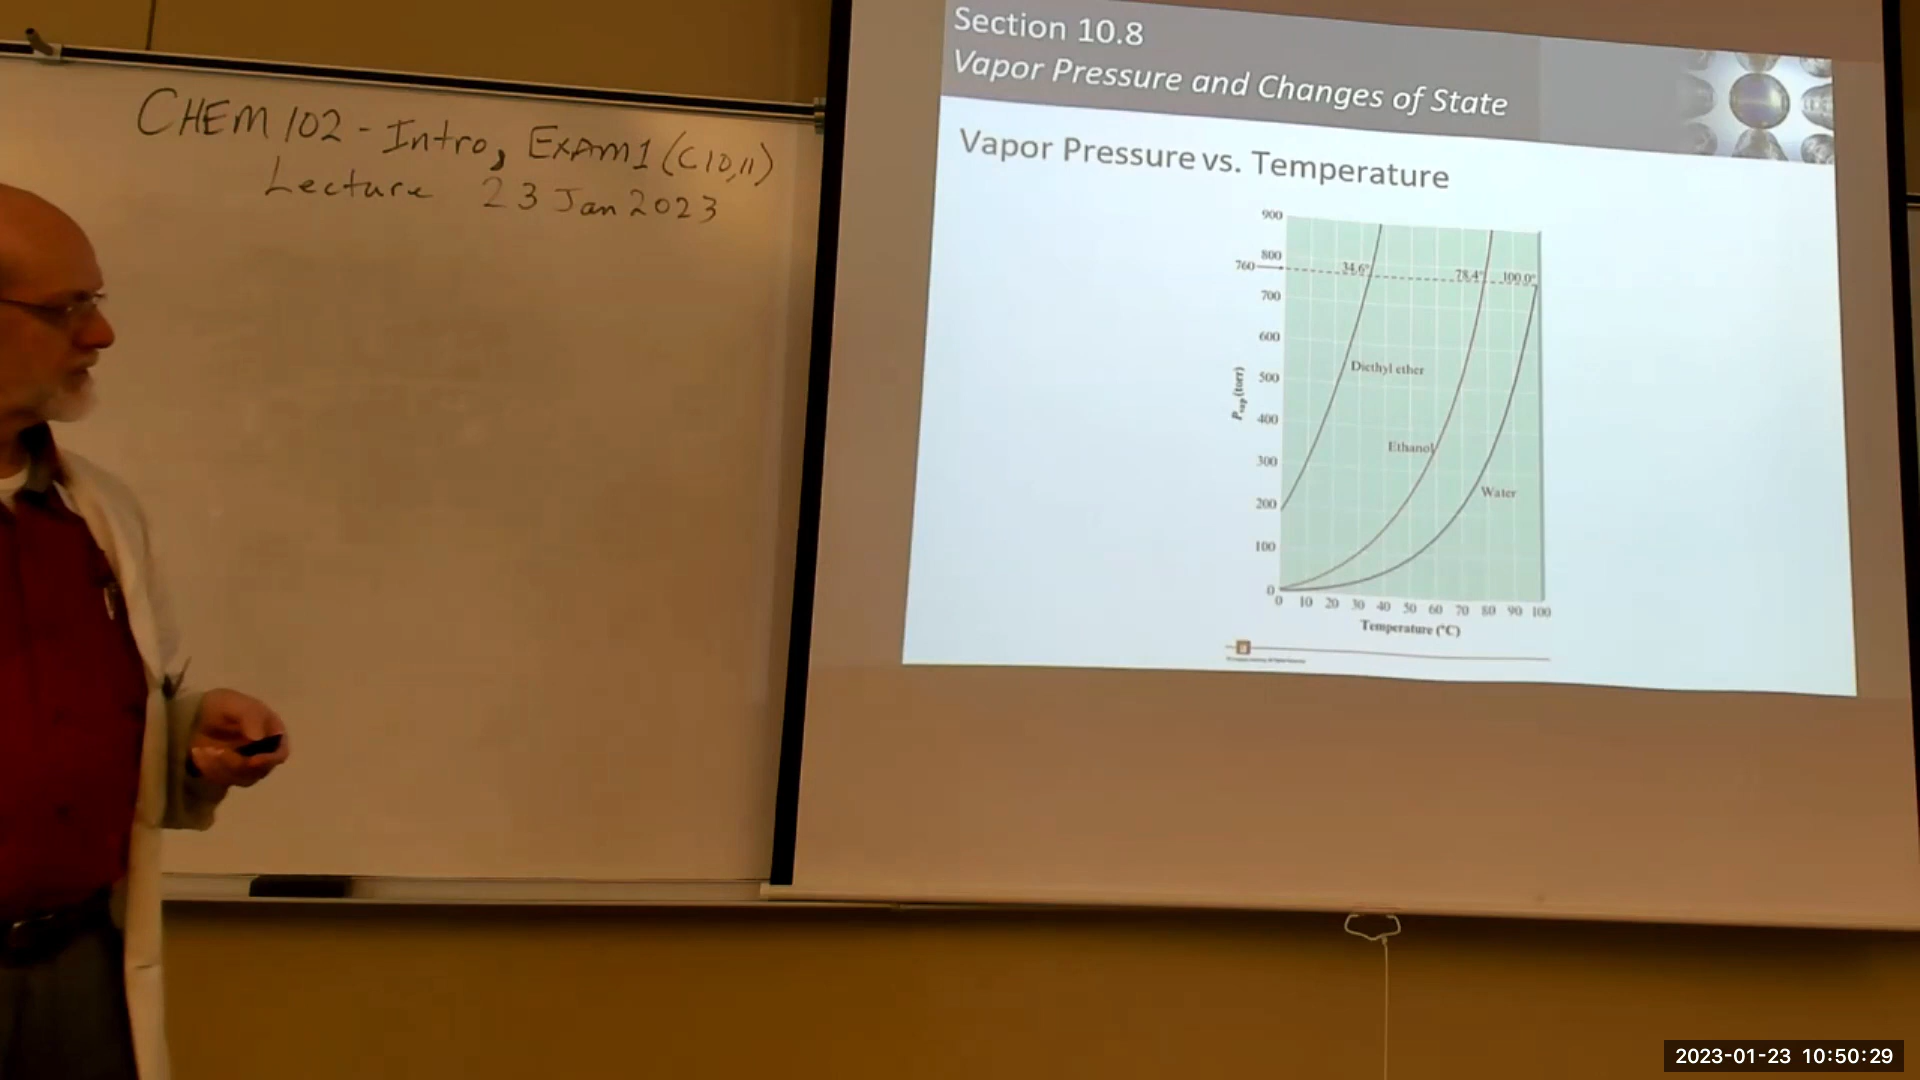 CHEM 102 - Intro, EXAM 1 (C10,11)
Lecture 23 Jan 2023
Section 10.8
Vapor Pressure and Changes of State
Vapor Pressure vs. Temperature
900
800
760
700
600
500
400
300
200
100
0
34.6°
78.4°
100.0°
Diethyl ether
Ethanol
Water
Pvap (torr)
0 10 20 30 40 50 60 70 80 90 100
Temperature (°C)
2023-01-23 10:50:29